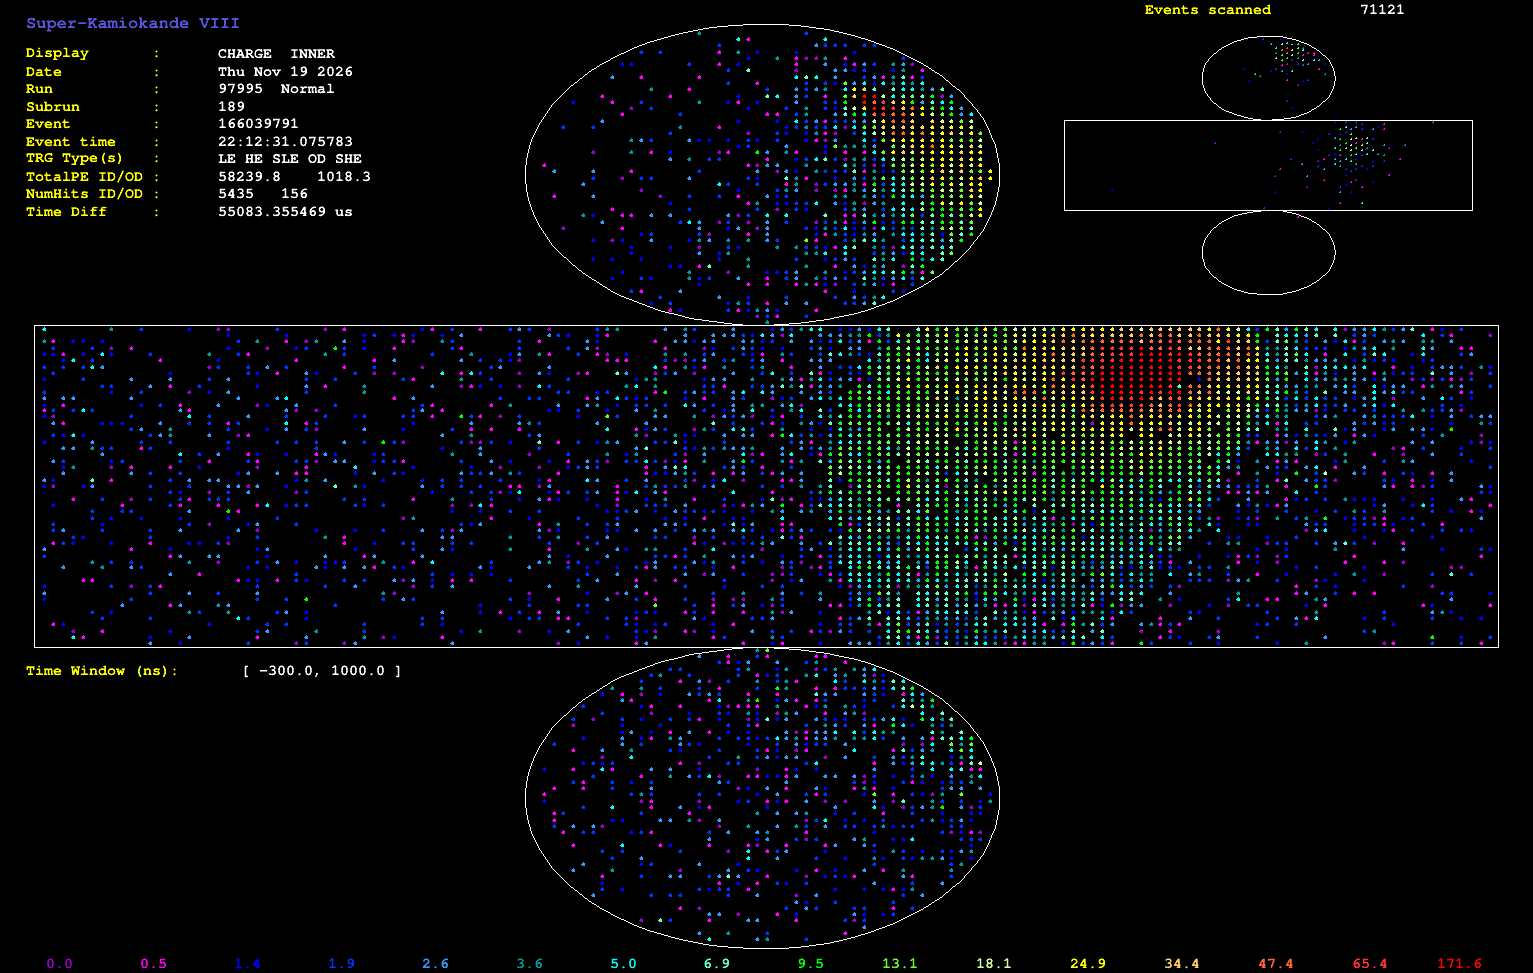 Super-Kamiokande VIII
Events scanned 71121
Display : CHARGE INNER
Date : Thu Nov 19 2026
Run : 97995 Normal
Subrun : 189
Event : 166039791
Event time : 22:12:31.075783
TRG Type(s) : LE HE SLE OD SHE
TotalPE ID/OD : 58239.8 1018.3
NumHits ID/OD : 5435 156
Time Diff : 55083.355469 us
Time Window (ns): [ −300.0, 1000.0 ]
0.0 0.5 1.4 1.9 2.6 3.6 5.0 6.9 9.5 13.1 18.1 24.9 34.4 47.4 65.4 171.6